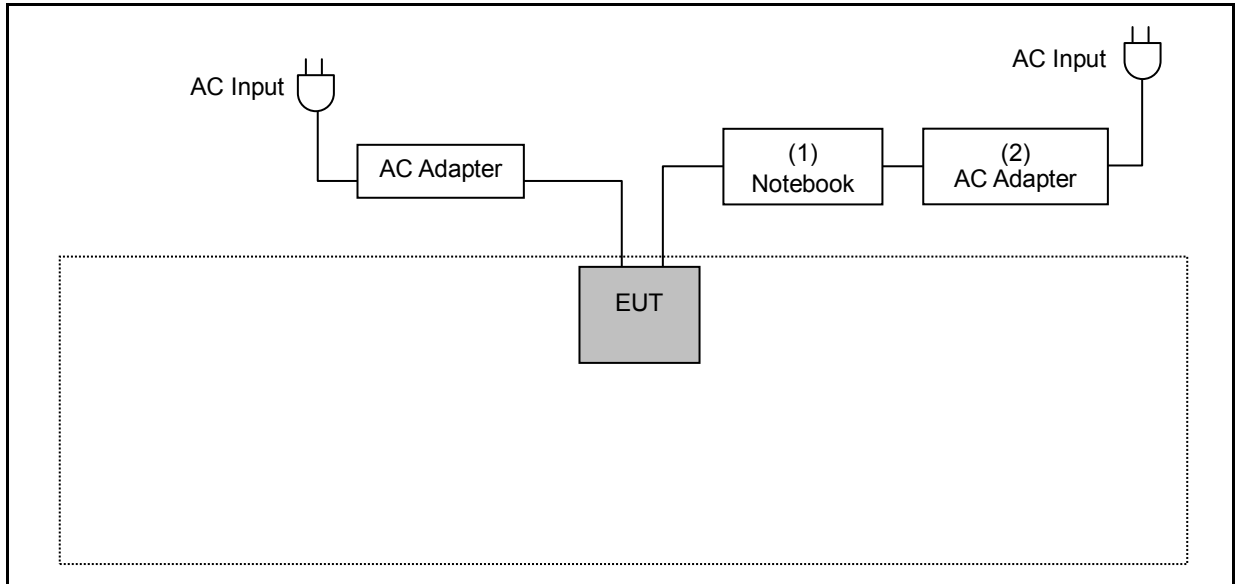 AC Input
AC Input
AC Adapter
(1)
Notebook
(2)
AC Adapter
EUT